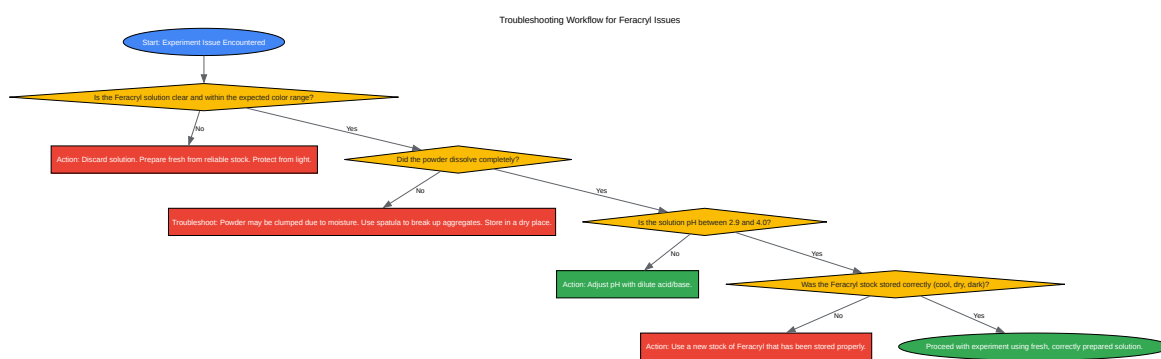 Troubleshooting Workflow for Feracryl Issues
Start: Experiment Issue Encountered
Is the Feracryl solution clear and within the expected color range?
No
Yes
Action: Discard solution. Prepare fresh from reliable stock. Protect from light.
Did the powder dissolve completely?
No
Yes
Troubleshoot: Powder may be clumped due to moisture. Use spatula to break up aggregates. Store in a dry place.
Is the solution pH between 2.9 and 4.0?
No
Yes
Action: Adjust pH with dilute acid/base.
Was the Feracryl stock stored correctly (cool, dry, dark)?
No
Yes
Action: Use a new stock of Feracryl that has been stored properly.
Proceed with experiment using fresh, correctly prepared solution.